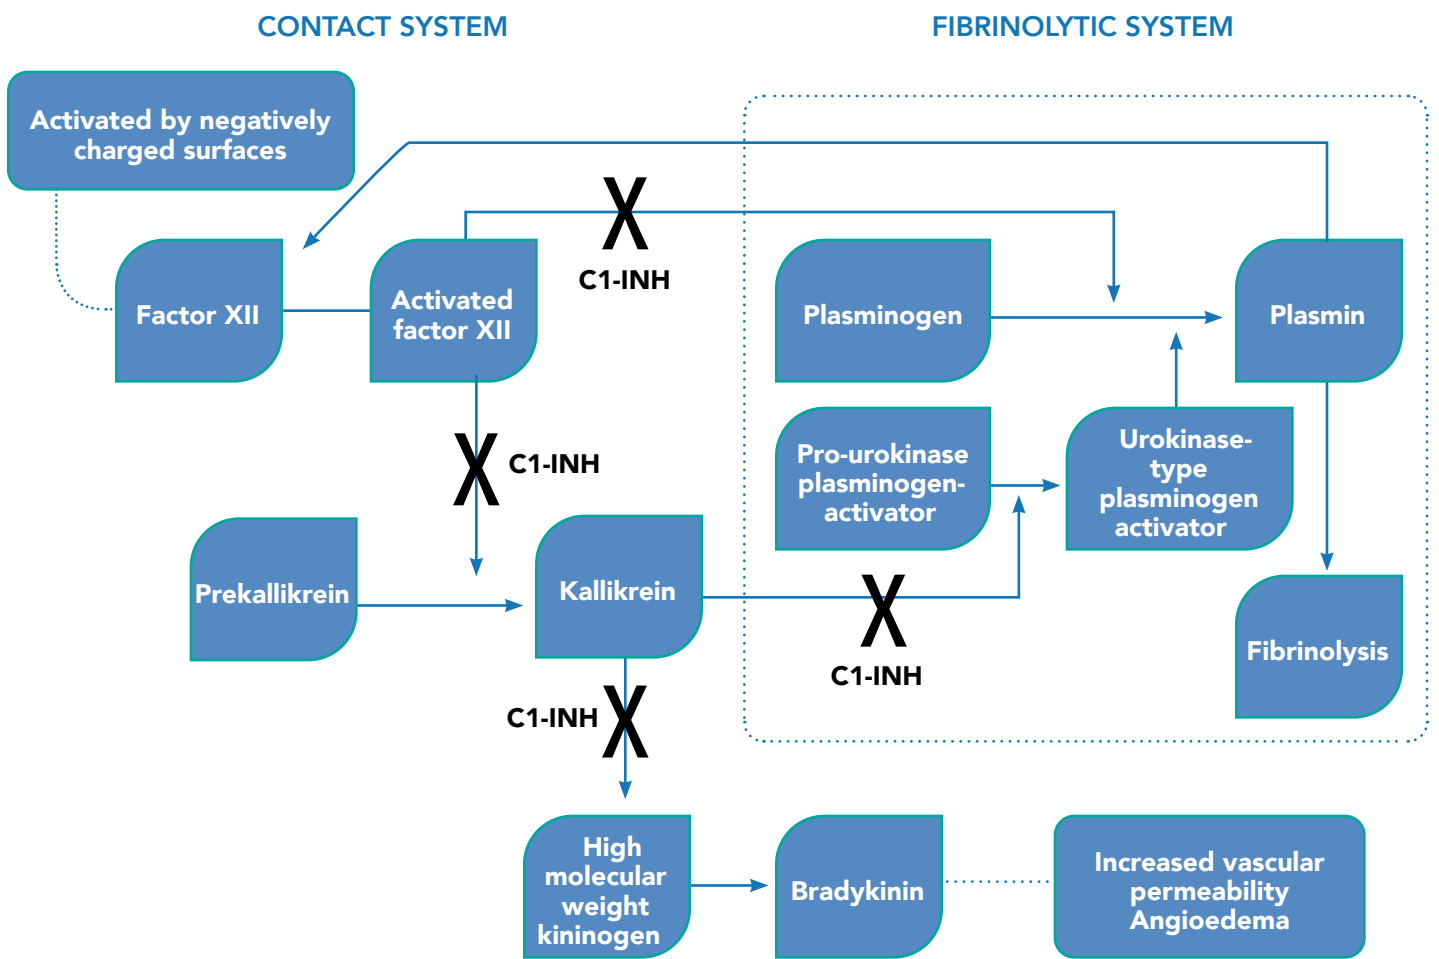 CONTACT SYSTEM
FIBRINOLYTIC SYSTEM
Activated by negatively
charged surfaces
Factor XII
Activated
factor XII
C1-INH
Plasminogen
Plasmin
C1-INH
Pro-urokinase
plasminogen-
activator
Urokinase-
type
plasminogen
activator
Prekallikrein
Kallikrein
C1-INH
Fibrinolysis
C1-INH
High
molecular
weight
kininogen
Bradykinin
Increased vascular
permeability
Angioedema